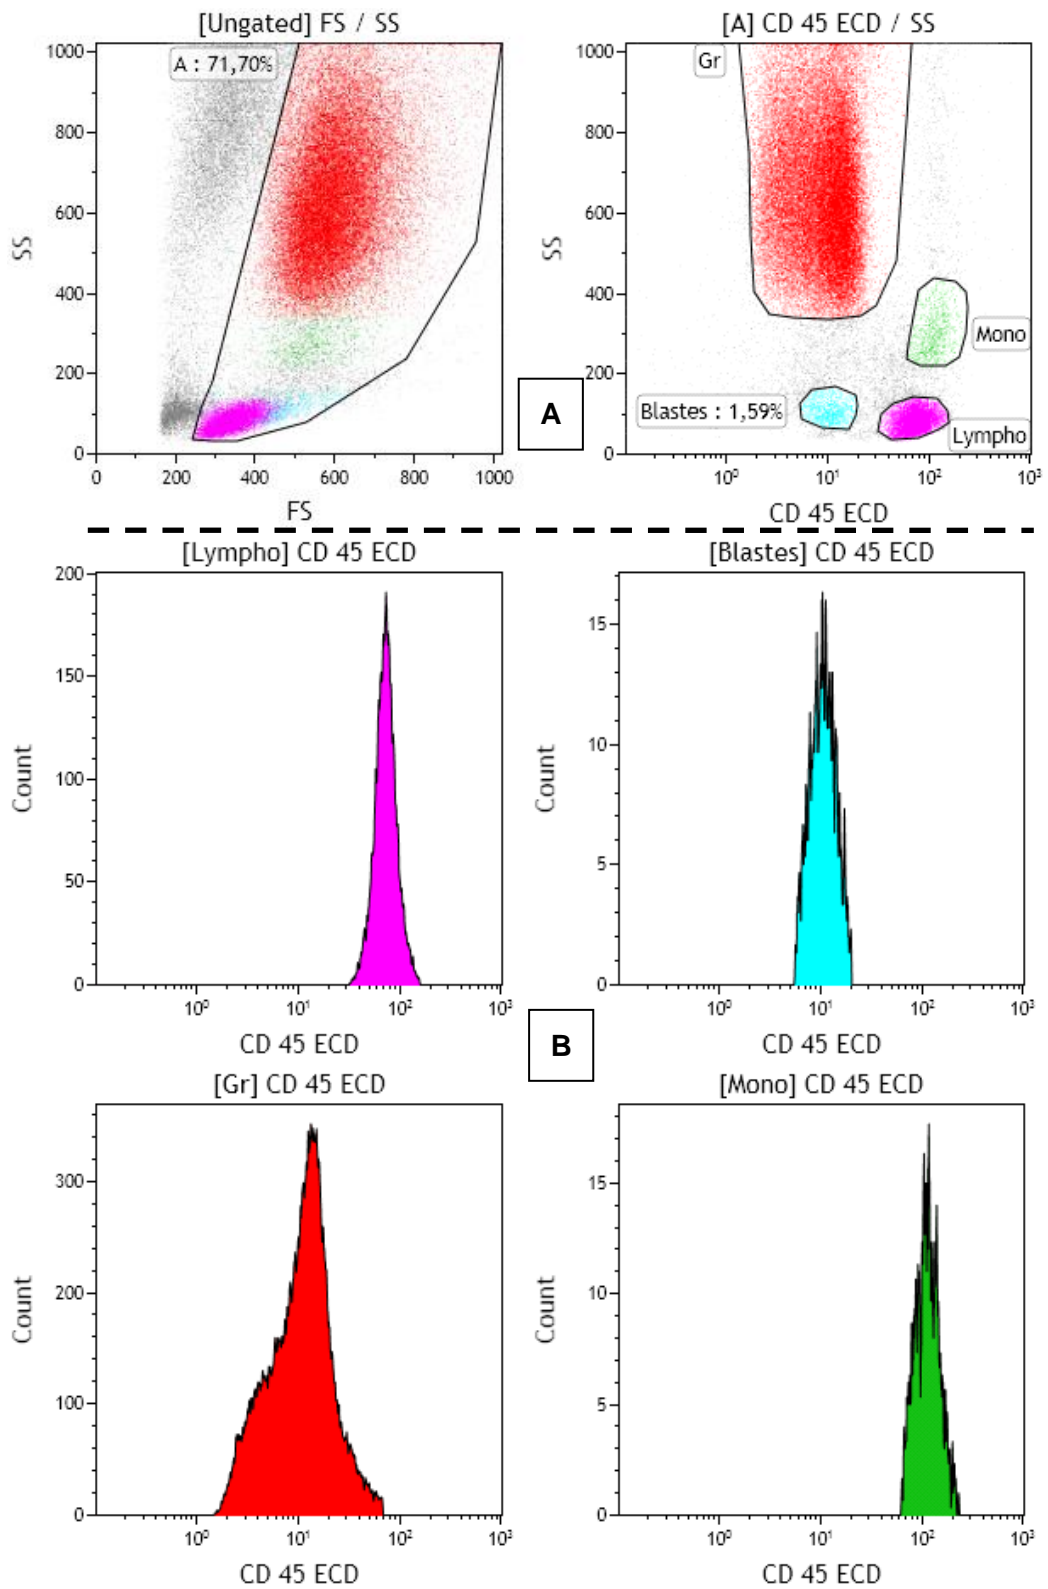 [Ungated] FS / SS
[A] CD 45 ECD / SS
1000
800
600
400
200
0
SS
A : 71,70%
0 200 400 600 800 1000
FS
1000
800
600
400
200
0
SS
Gr
Mono
Blastes : 1,59%
Lympho
10⁰ 10¹ 10² 10³
CD 45 ECD
A
[Lympho] CD 45 ECD
200
150
100
50
0
Count
10⁰ 10¹ 10² 10³
CD 45 ECD
[Blastes] CD 45 ECD
15
10
5
0
Count
10⁰ 10¹ 10² 10³
CD 45 ECD
B
[Gr] CD 45 ECD
300
200
100
0
Count
10⁰ 10¹ 10² 10³
CD 45 ECD
[Mono] CD 45 ECD
15
10
5
0
Count
10⁰ 10¹ 10² 10³
CD 45 ECD